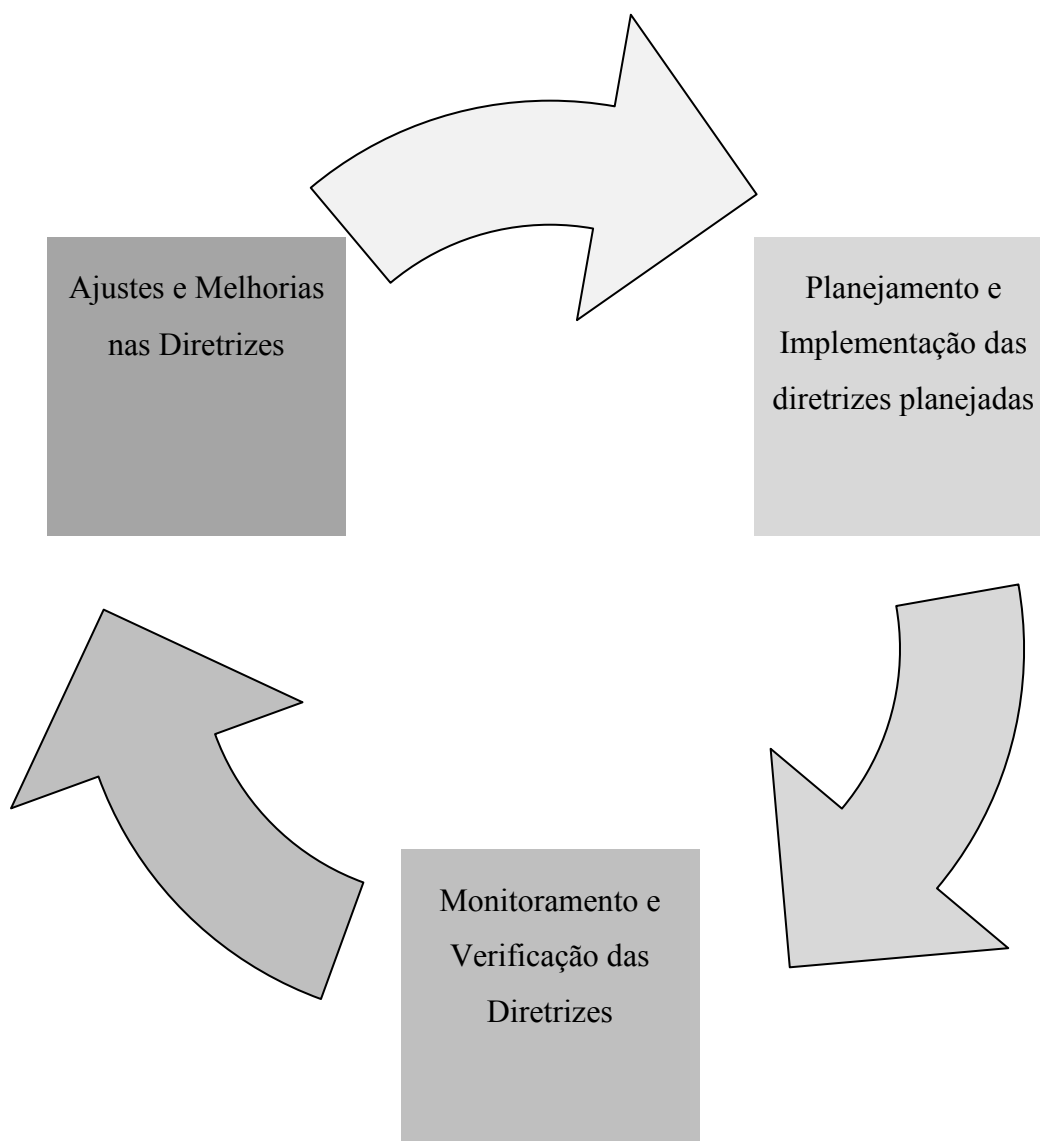 Ajustes e Melhorias
nas Diretrizes
Planejamento e
Implementação das
diretrizes planejadas
Monitoramento e
Verificação das
Diretrizes